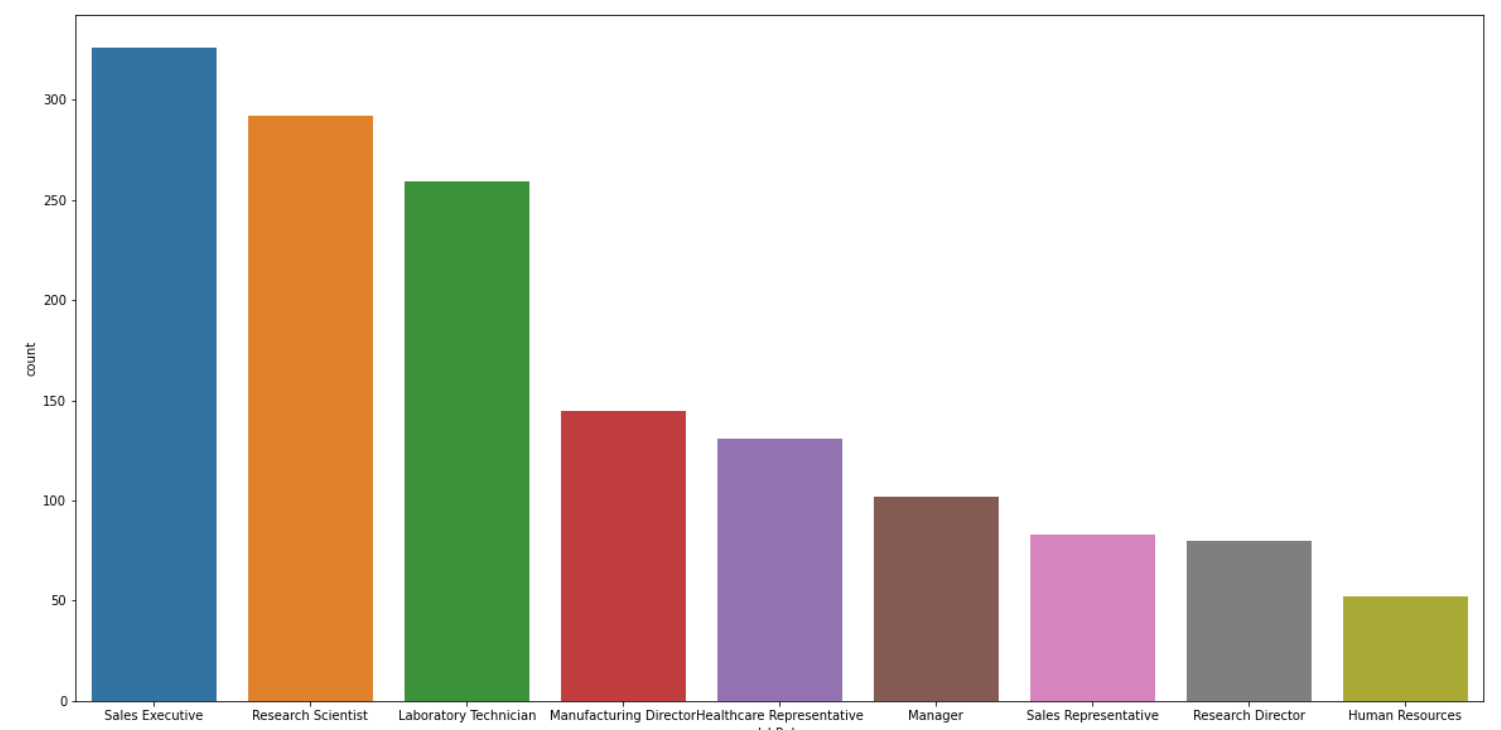 300
250
200
150
100
50
0
count
Sales Executive
Research Scientist
Laboratory Technician
Manufacturing Director
Healthcare Representative
Manager
Sales Representative
Research Director
Human Resources